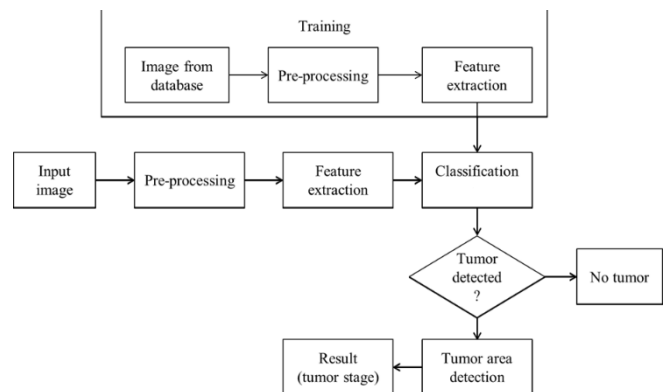 Training
Image from
database
Pre-processing
Feature
extraction
Input
image
Pre-processing
Feature
extraction
Classification
Tumor
detected
?
No tumor
Result
(tumor stage)
Tumor area
detection